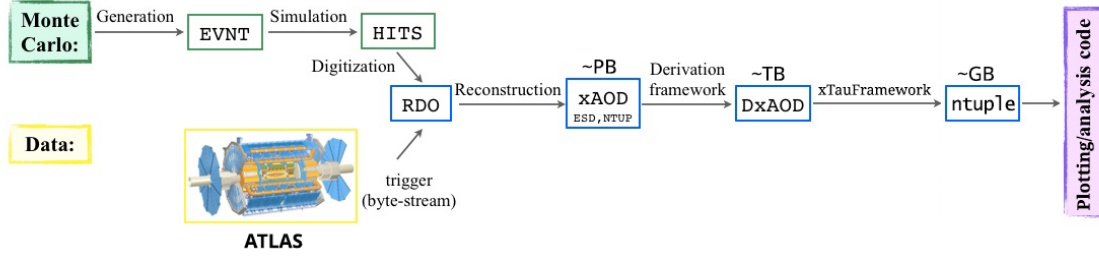 Monte
Carlo:
Generation
EVNT
Simulation
HITS
Digitization
RDO
Reconstruction
~PB
xAOD
ESD,NTUP
Derivation
framework
~TB
DxAOD
xTauFramework
~GB
ntuple
Plotting/analysis code
Data:
trigger
(byte-stream)
ATLAS